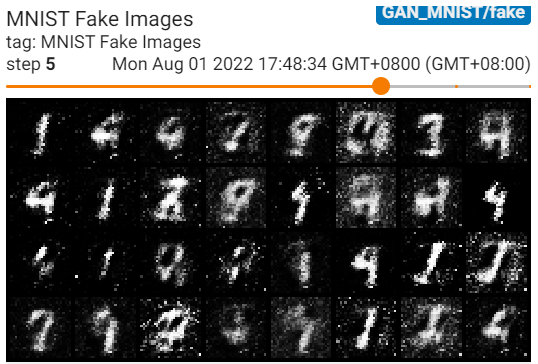 MNIST Fake Images
GAN_MNIST/fake
tag: MNIST Fake Images
step 5
Mon Aug 01 2022 17:48:34 GMT+0800 (GMT+08:00)